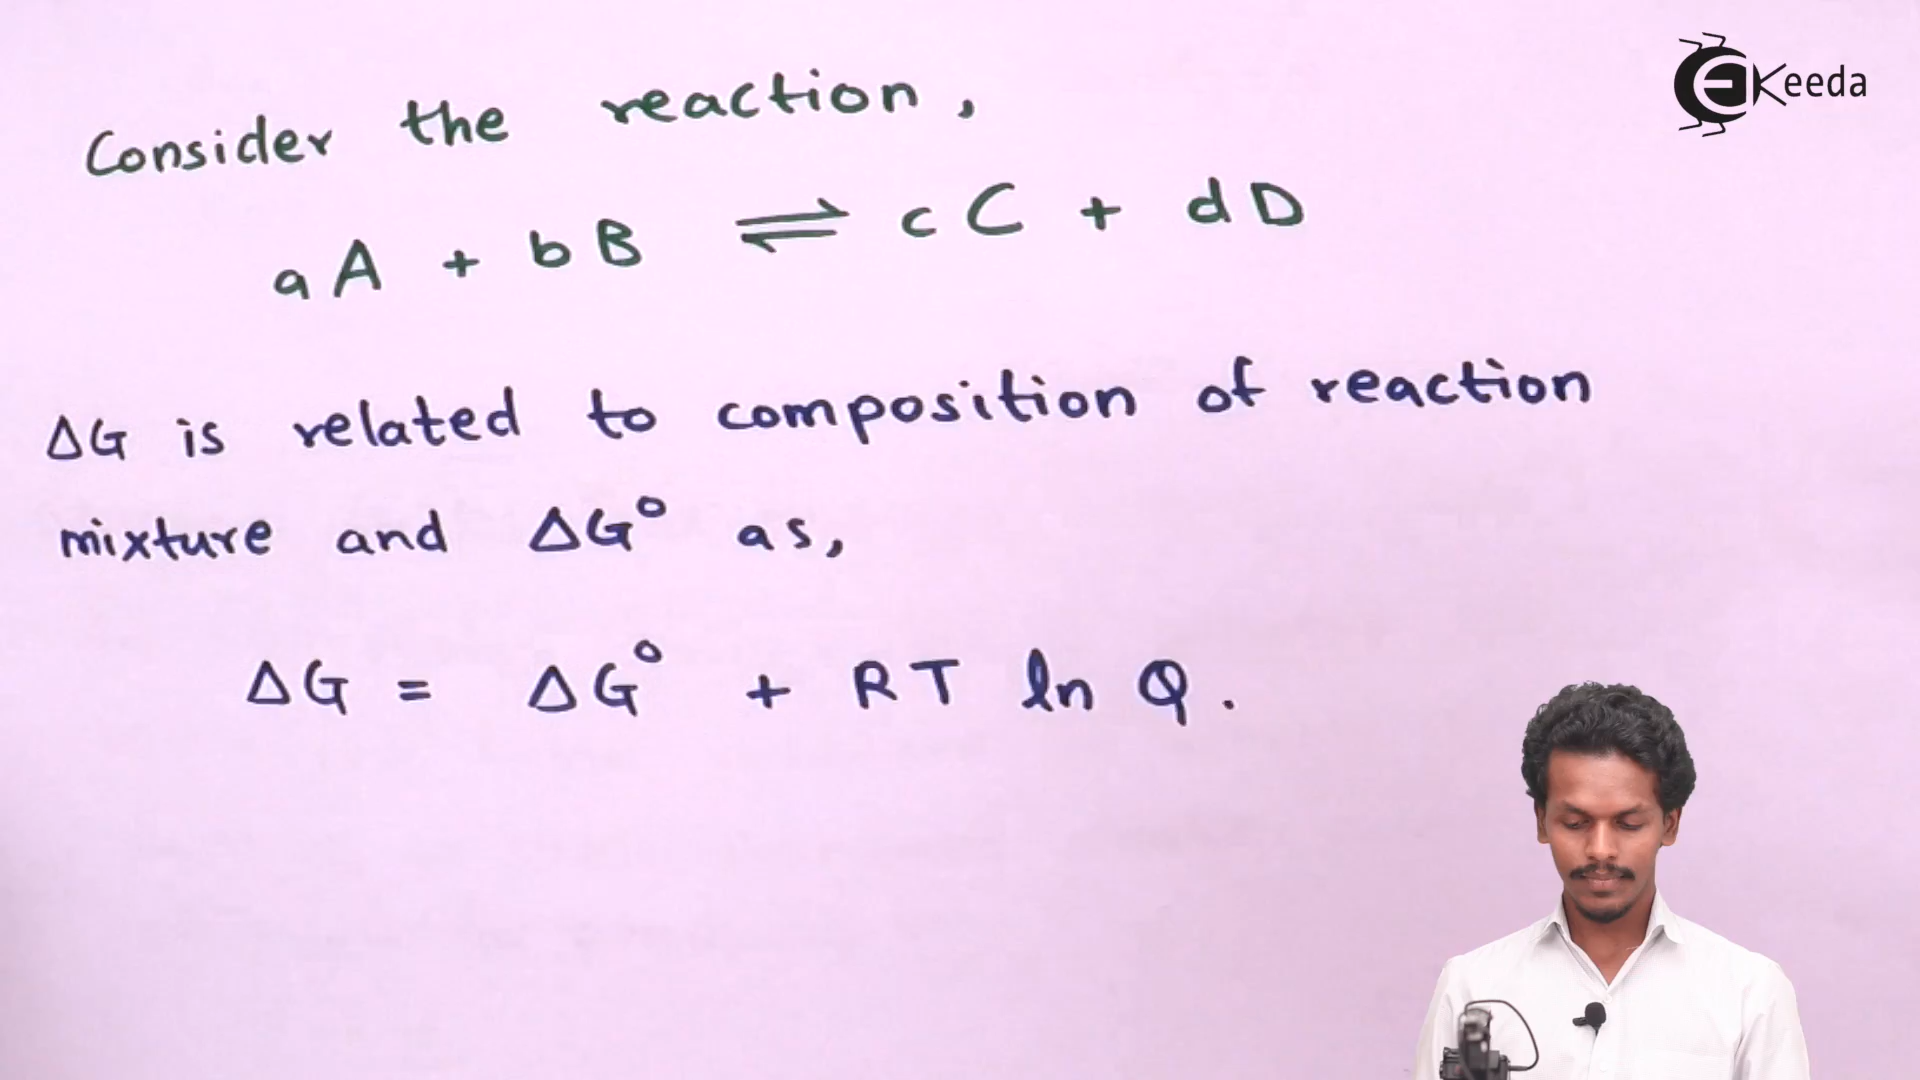 EKeeda
Consider the reaction,
aA + bB ⇌ cC + dD
ΔG is related to composition of reaction
mixture and ΔG° as,
ΔG = ΔG° + RT ln Q.